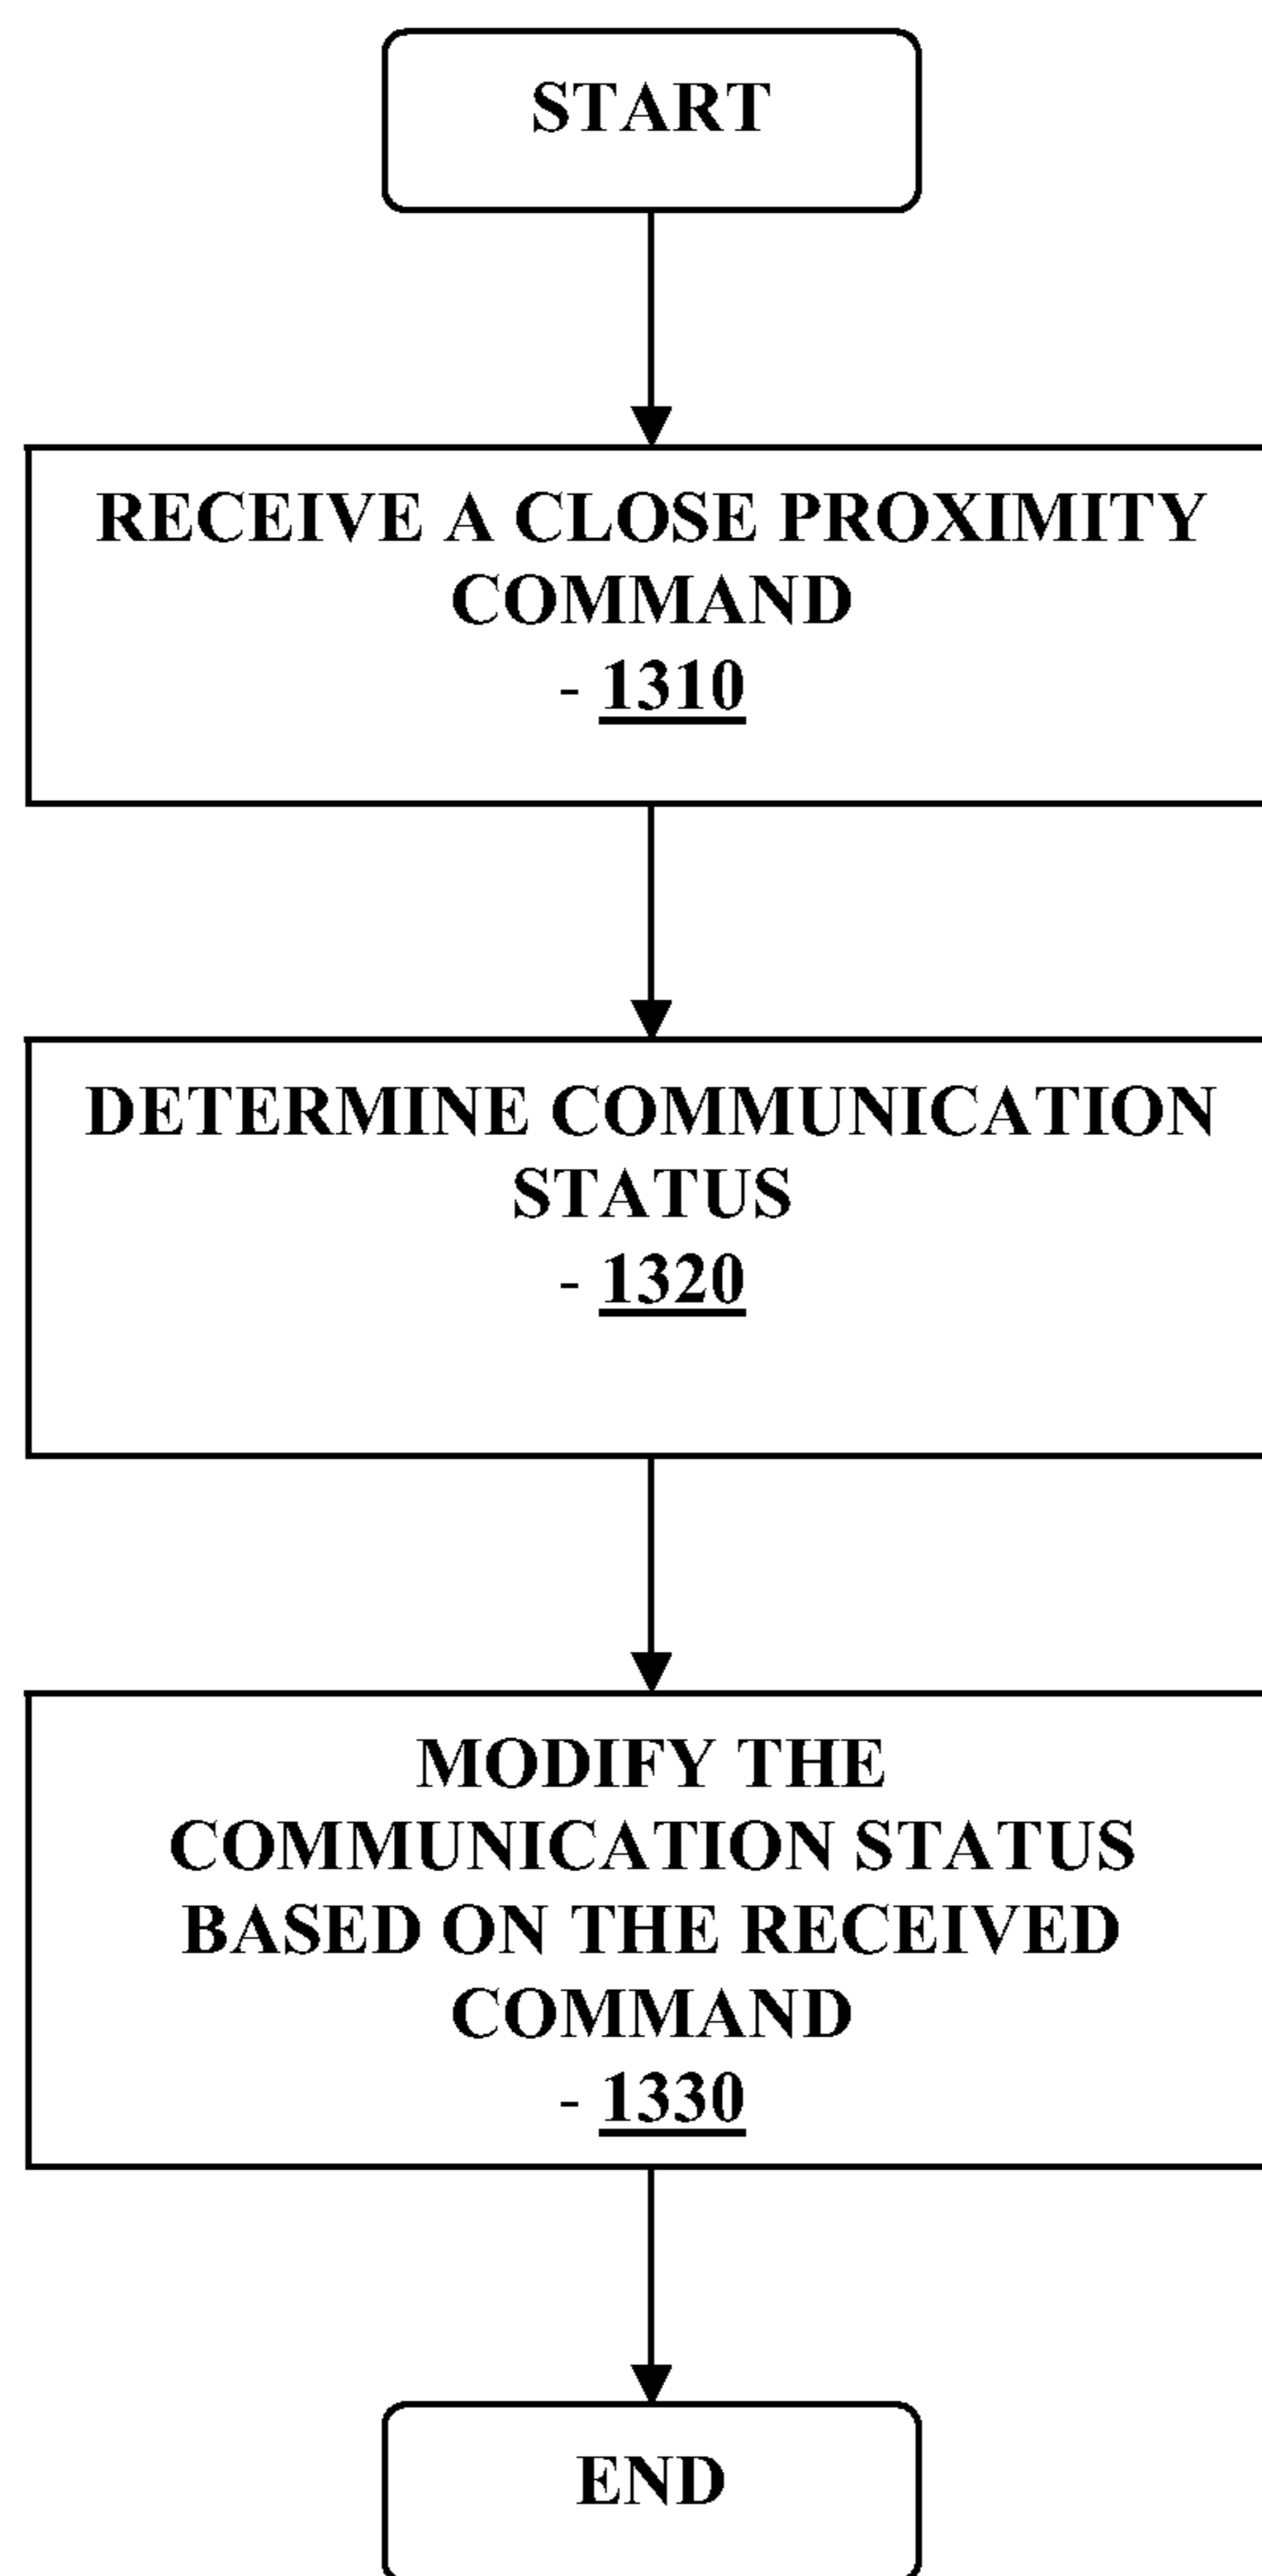 START
RECEIVE A CLOSE PROXIMITY
COMMAND
- 1310
DETERMINE COMMUNICATION
STATUS
- 1320
MODIFY THE
COMMUNICATION STATUS
BASED ON THE RECEIVED
COMMAND
- 1330
END